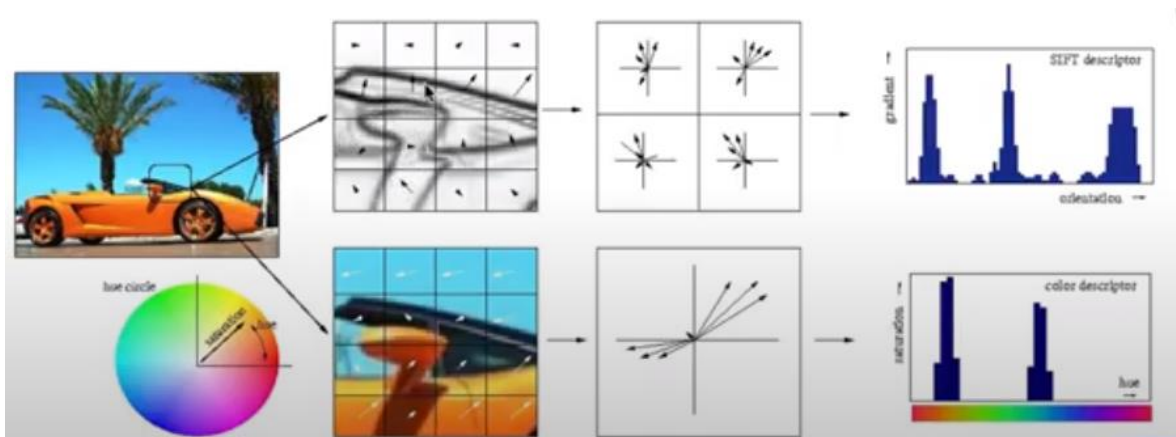 SIFT descriptor
gradient
orientation
hue circle
saturation
hue
color descriptor
saturation
hue